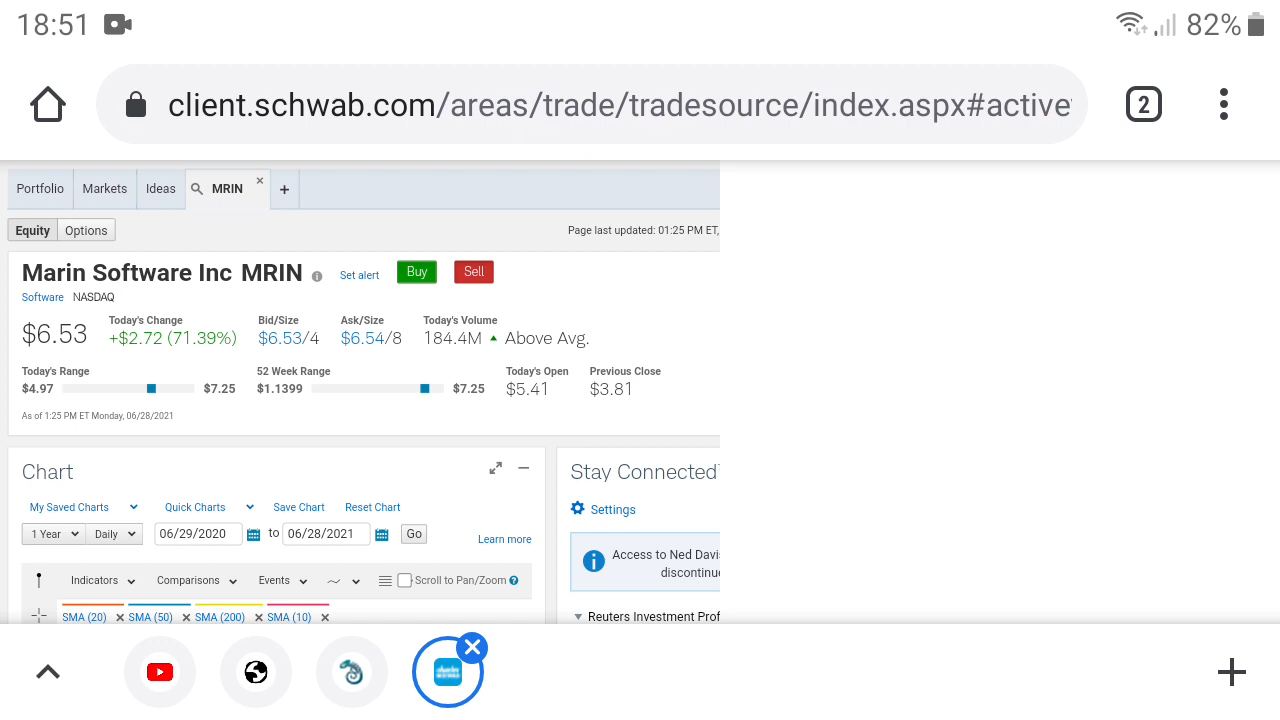 18:51 82%
client.schwab.com/areas/trade/tradesource/index.aspx#active
2
Portfolio Markets Ideas MRIN × +
Equity Options Page last updated: 01:25 PM ET,
Marin Software Inc MRIN Set alert Buy Sell
Software NASDAQ
Today's Change Bid/Size Ask/Size Today's Volume
$6.53 +$2.72 (71.39%) $6.53/4 $6.54/8 184.4M Above Avg.
Today's Range 52 Week Range Today's Open Previous Close
$4.97 $7.25 $1.1399 $7.25 $5.41 $3.81
As of 1:25 PM ET Monday, 06/28/2021
Chart Stay Connected
My Saved Charts Quick Charts Save Chart Reset Chart Settings
1 Year Daily 06/29/2020 to 06/28/2021 Go
Learn more
Access to Ned Davi
discontinue
Indicators Comparisons Events Scroll to Pan/Zoom ?
SMA (20) × SMA (50) × SMA (200) × SMA (10) ×
Reuters Investment Prof